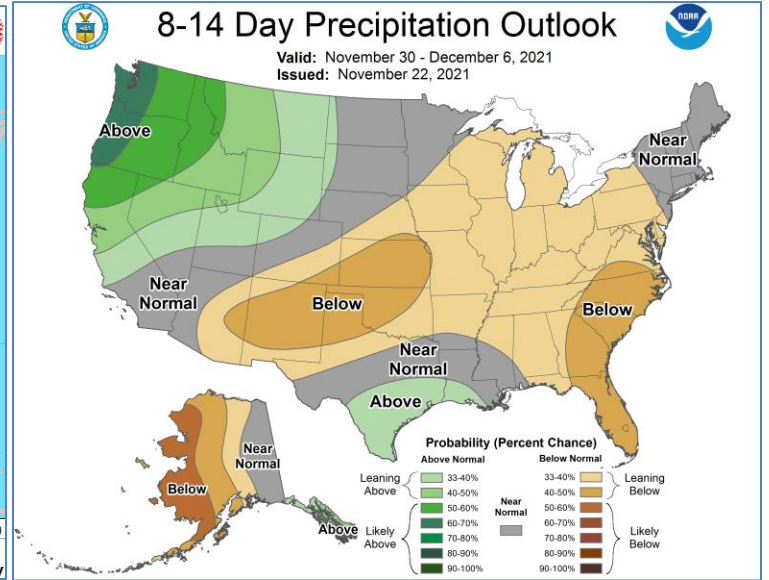 8-14 Day Precipitation Outlook
NOAA
Valid: November 30 - December 6, 2021
Issued: November 22, 2021
Above
Near
Normal
Near
Normal
Below
Below
Near
Normal
Above
Near
Normal
Below
Above
Probability (Percent Chance)
Above Normal
Below Normal
Leaning
Above
33-40%
40-50%
Likely
Above
50-60%
60-70%
70-80%
80-90%
90-100%
Near
Normal
33-40%
40-50%
Leaning
Below
50-60%
60-70%
70-80%
80-90%
90-100%
Likely
Below